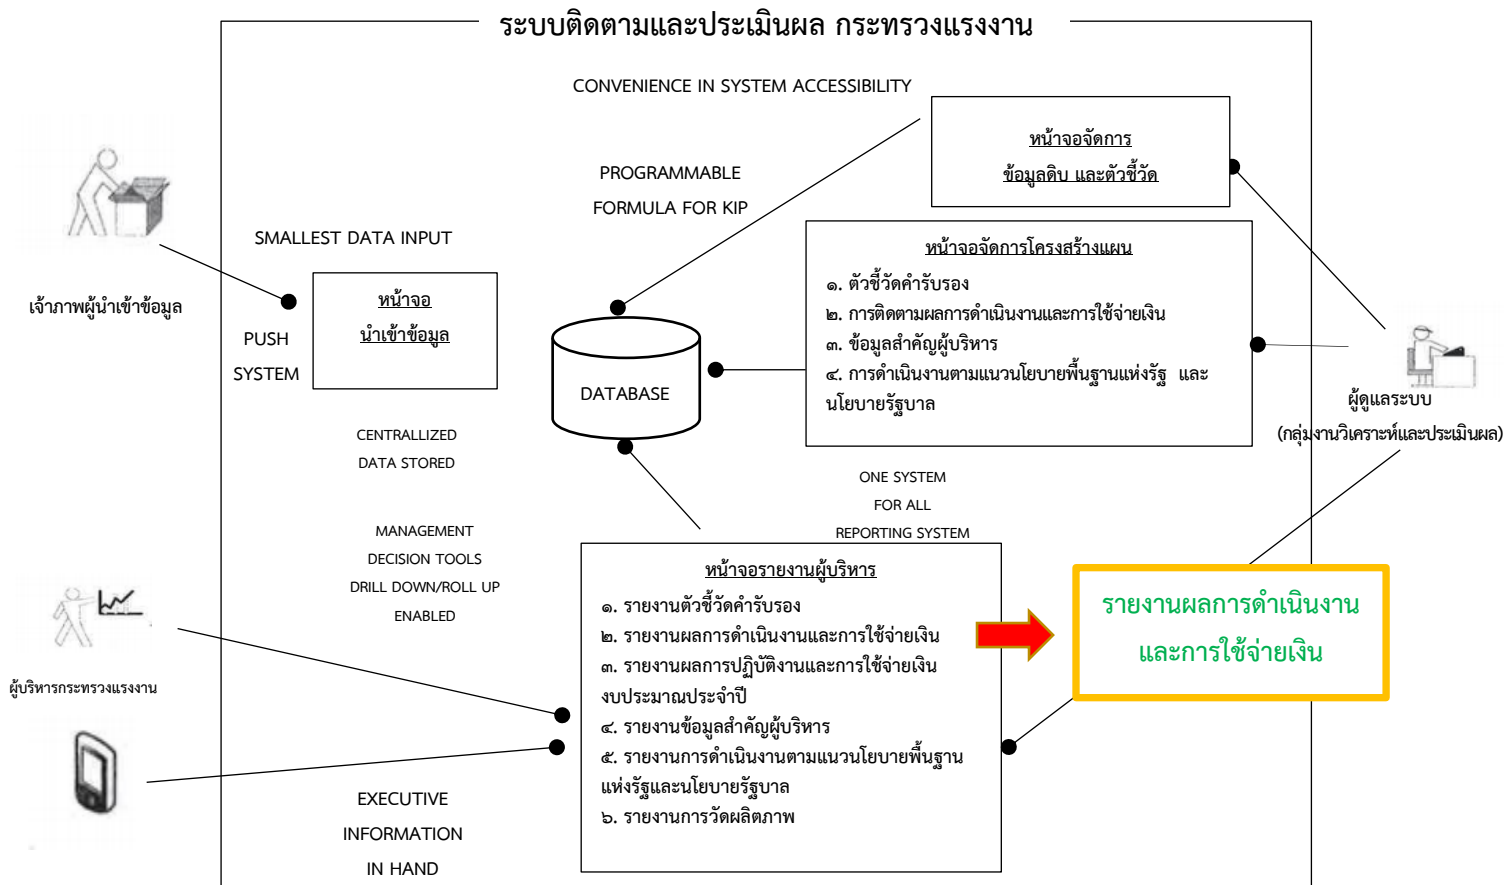 ระบบติดตามและประเมินผล กระทรวงแรงงาน
CONVENIENCE IN SYSTEM ACCESSIBILITY
หน้าจอจัดการ
ข้อมูลดิบ และตัวชี้วัด
PROGRAMMABLE
FORMULA FOR KIP
SMALLEST DATA INPUT
เจ้าภาพผู้นำเข้าข้อมูล
หน้าจอ
นำเข้าข้อมูล
PUSH
SYSTEM
DATABASE
หน้าจอจัดการโครงสร้างแผน
๑. ตัวชี้วัดคำรับรอง
๒. การติดตามผลการดำเนินงานและการใช้จ่ายเงิน
๓. ข้อมูลสำคัญผู้บริหาร
๔. การดำเนินงานตามแนวนโยบายพื้นฐานแห่งรัฐ และ
นโยบายรัฐบาล
ผู้ดูแลระบบ
(กลุ่มงานวิเคราะห์และประเมินผล)
CENTRALLIZED
DATA STORED
ONE SYSTEM
FOR ALL
REPORTING SYSTEM
MANAGEMENT
DECISION TOOLS
DRILL DOWN/ROLL UP
ENABLED
หน้าจอรายงานผู้บริหาร
๑. รายงานตัวชี้วัดคำรับรอง
๒. รายงานผลการดำเนินงานและการใช้จ่ายเงิน
๓. รายงานผลการปฏิบัติงานและการใช้จ่ายเงิน
งบประมาณประจำปี
๔. รายงานข้อมูลสำคัญผู้บริหาร
๕. รายงานการดำเนินงานตามแนวนโยบายพื้นฐาน
แห่งรัฐและนโยบายรัฐบาล
๖. รายงานการวัดผลิตภาพ
รายงานผลการดำเนินงาน
และการใช้จ่ายเงิน
ผู้บริหารกระทรวงแรงงาน
EXECUTIVE
INFORMATION
IN HAND